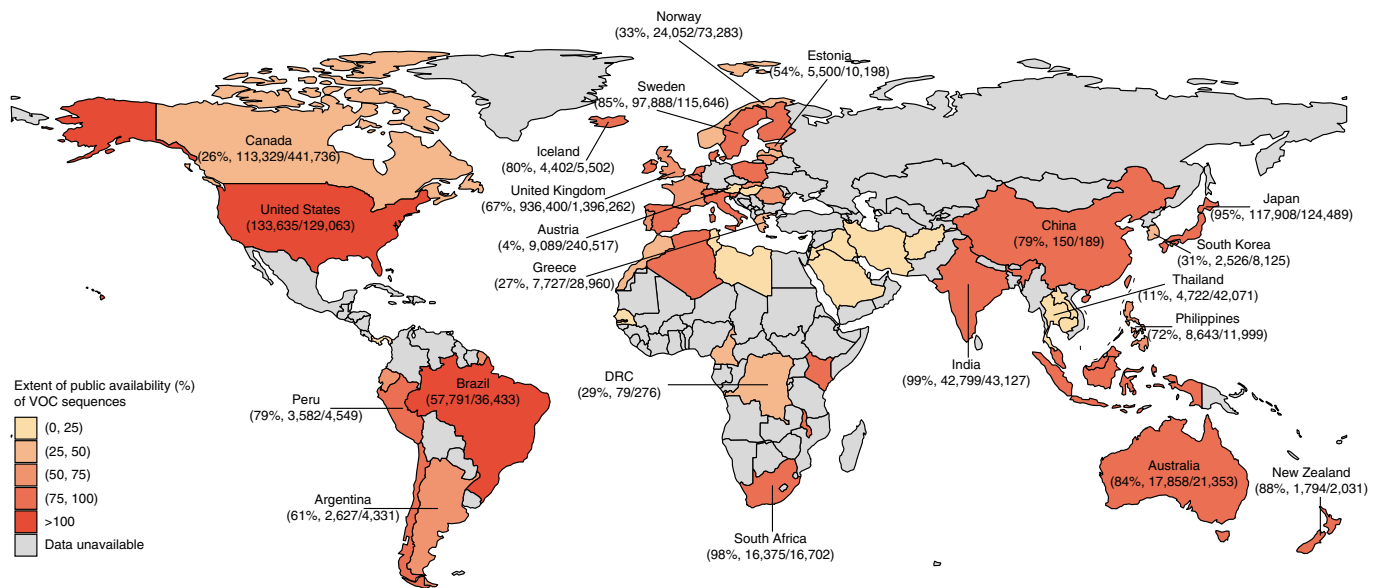 Norway
(33%, 24,052/73,283)
Estonia
(54%, 5,500/10,198)
Sweden
(85%, 97,888/115,646)
Canada
(26%, 113,329/441,736)
Iceland
(80%, 4,402/5,502)
United Kingdom
(67%, 936,400/1,396,262)
United States
(133,635/129,063)
Austria
(4%, 9,089/240,517)
Greece
(27%, 7,727/28,960)
China
(79%, 150/189)
Japan
(95%, 117,908/124,489)
South Korea
(31%, 2,526/8,125)
Thailand
(11%, 4,722/42,071)
Philippines
(72%, 8,643/11,999)
India
(99%, 42,799/43,127)
DRC
(29%, 79/276)
Brazil
(57,791/36,433)
Peru
(79%, 3,582/4,549)
Argentina
(61%, 2,627/4,331)
South Africa
(98%, 16,375/16,702)
Australia
(84%, 17,858/21,353)
New Zealand
(88%, 1,794/2,031)
Extent of public availability (%)
of VOC sequences
(0, 25)
(25, 50)
(50, 75)
(75, 100)
>100
Data unavailable